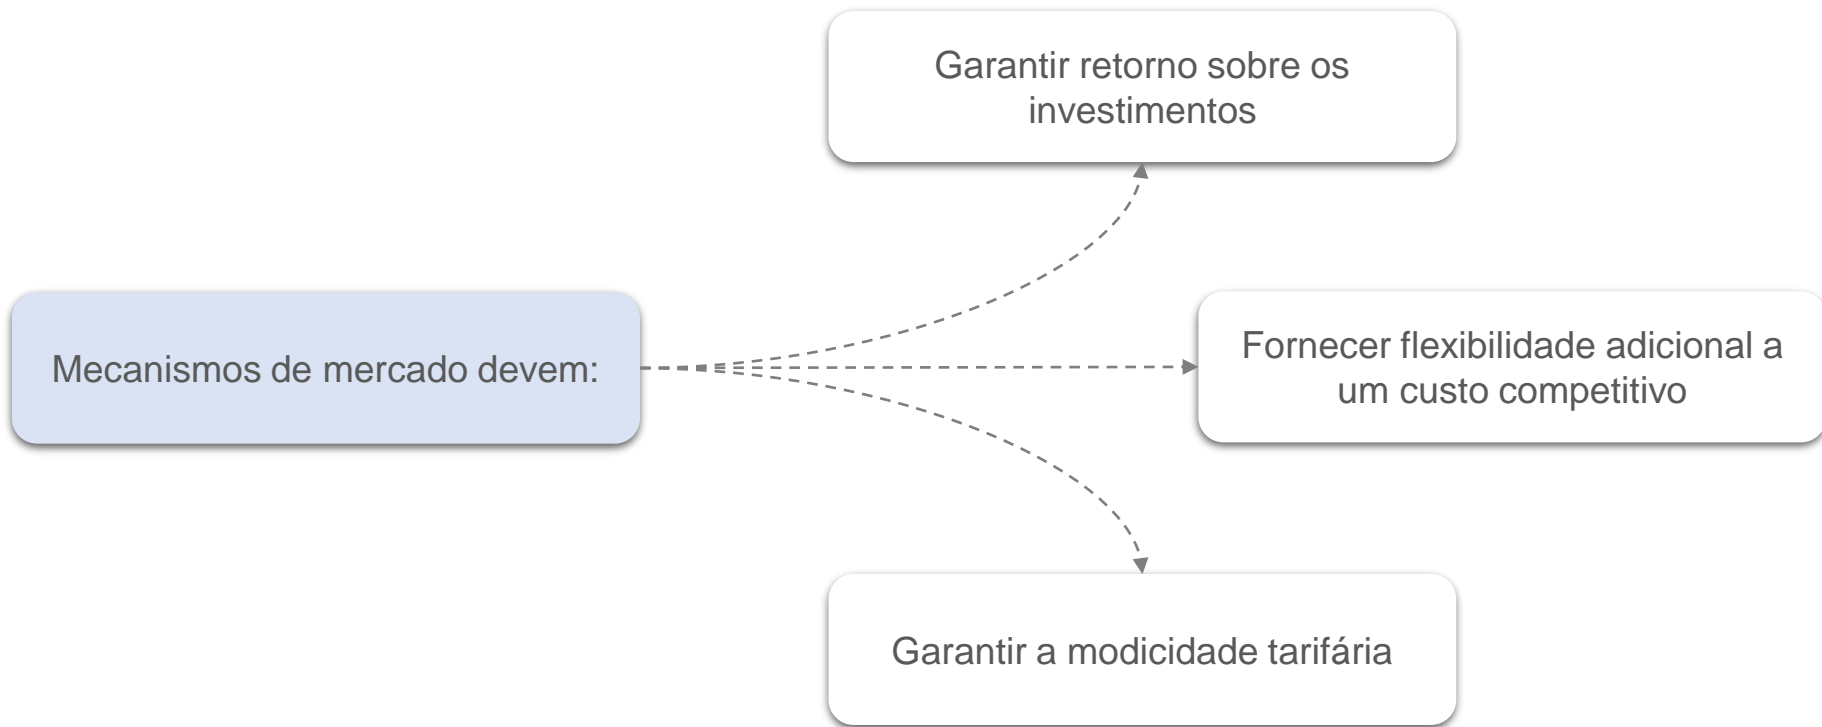 Garantir retorno sobre os
investimentos
Mecanismos de mercado devem:
Fornecer flexibilidade adicional a
um custo competitivo
Garantir a modicidade tarifária